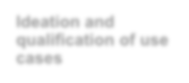 Ideation and
qualification of use
cases